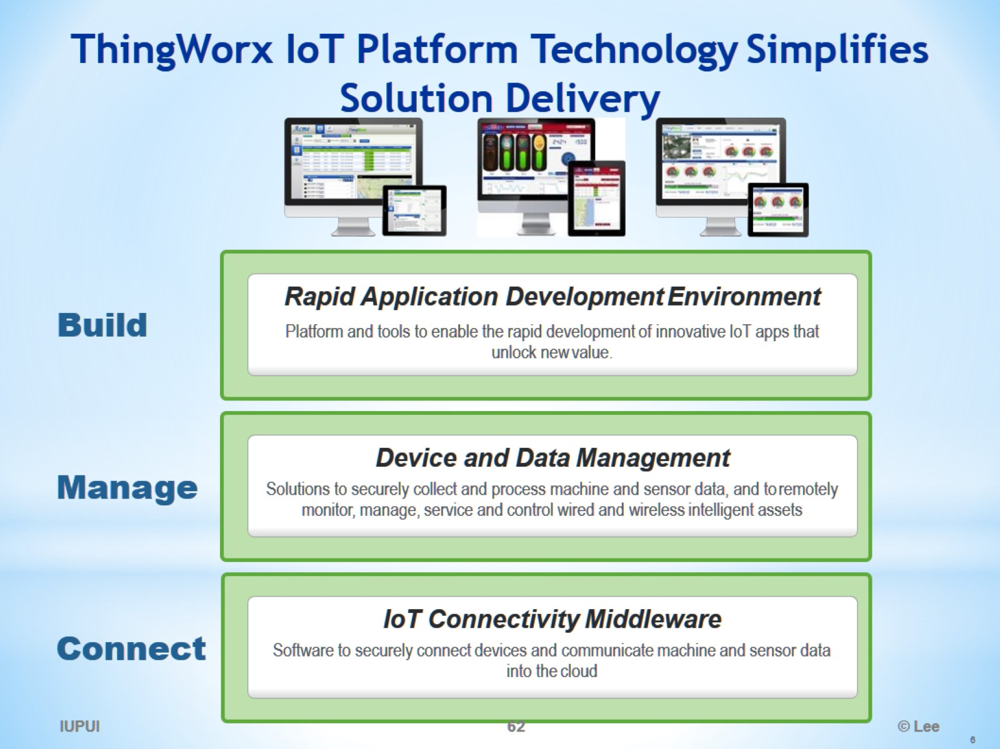 ThingWorx IoT Platform Technology Simplifies
Solution Delivery
Acme
Build
Rapid Application Development Environment
Platform and tools to enable the rapid development of innovative IoT apps that
unlock new value.
Manage
Device and Data Management
Solutions to securely collect and process machine and sensor data, and to remotely
monitor, manage, service and control wired and wireless intelligent assets
Connect
IoT Connectivity Middleware
Software to securely connect devices and communicate machine and sensor data
into the cloud
IUPUI
62
© Lee
6